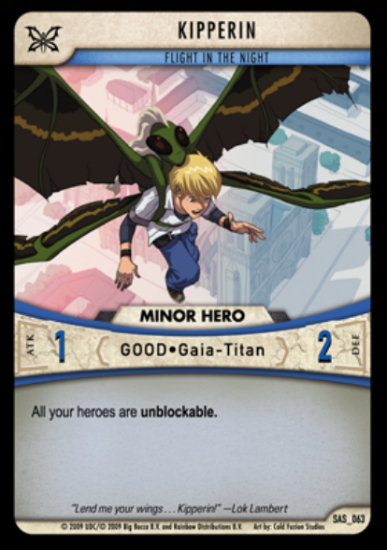 KIPPERIN
FLIGHT IN THE NIGHT
MINOR HERO
ATK 1 GOOD•Gaia-Titan 2 DEF
All your heroes are unblockable.
"Lend me your wings...Kipperin!" —Lok Lambert
SAS_063
© 2009 UDC/© 2009 Big Bocca B.V. and Rainbow Distributions B.V. Art by: Cold Fusion Studios